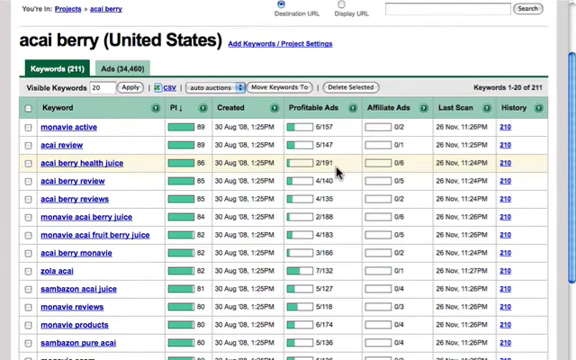 You're in: Projects » acai berry
Destination URL Display URL Search
acai berry (United States) Add Keywords / Project Settings
Keywords (211) Ads (34,460)
Visible Keywords 20 Apply CSV auto auctions Move Keywords To Delete Selected Keywords 1-20 of 211
Keyword ? PI ↓ ? Created ? Profitable Ads ? Affiliate Ads ? Last Scan ? History ?
monavie active 89 30 Aug '08, 1:25PM 6/157 0/2 26 Nov, 11:26PM 210
acai review 89 30 Aug '08, 1:25PM 5/147 0/1 26 Nov, 11:27PM 210
acai berry health juice 86 30 Aug '08, 1:25PM 2/191 0/6 26 Nov, 11:24PM 210
acai berry review 85 30 Aug '08, 1:25PM 4/140 0/5 26 Nov, 11:24PM 210
acai berry reviews 85 30 Aug '08, 1:25PM 4/135 0/2 26 Nov, 11:24PM 210
monavie acai berry juice 84 30 Aug '08, 1:25PM 2/188 0/6 26 Nov, 11:26PM 210
monavie acai fruit berry juice 82 30 Aug '08, 1:25PM 4/183 0/5 26 Nov, 11:26PM 210
acai berry monavie 82 30 Aug '08, 1:25PM 3/166 0/2 26 Nov, 11:24PM 210
zola acai 82 30 Aug '08, 1:25PM 7/132 0/1 26 Nov, 11:27PM 210
sambazon acai juice 81 30 Aug '08, 1:25PM 5/127 0/4 26 Nov, 11:26PM 210
monavie reviews 80 30 Aug '08, 1:25PM 5/118 0/3 26 Nov, 11:26PM 210
monavie products 80 30 Aug '08, 1:25PM 6/174 0/4 26 Nov, 11:26PM 210
sambazon pure acai 80 30 Aug '08, 1:25PM 5/136 0/4 26 Nov, 11:26PM 210